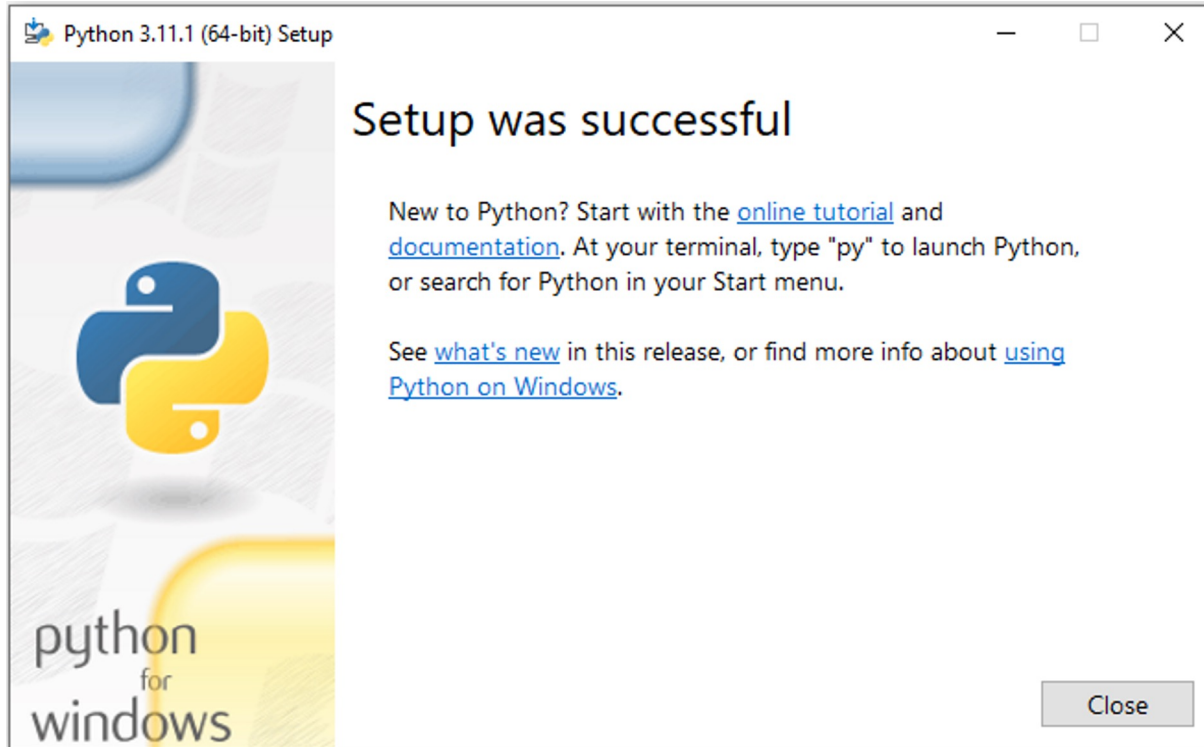 Python 3.11.1 (64-bit) Setup
Setup was successful
New to Python? Start with the online tutorial and
documentation. At your terminal, type "py" to launch Python,
or search for Python in your Start menu.
See what's new in this release, or find more info about using
Python on Windows.
python
for
windows
Close